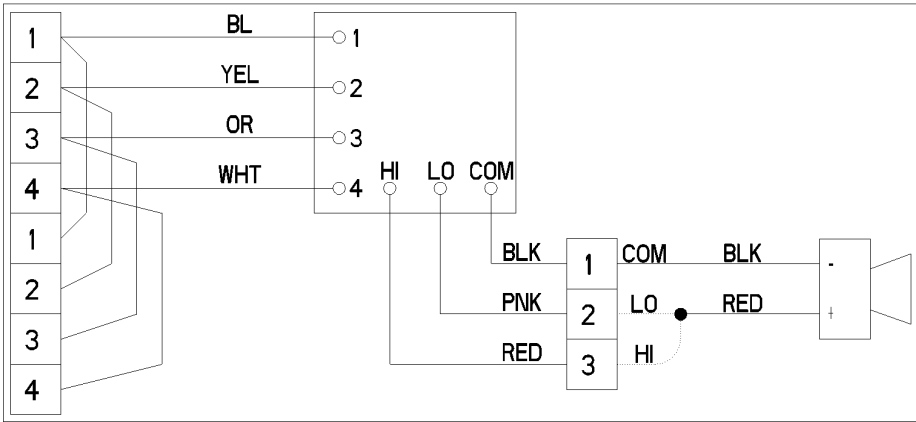 1 BL 1
2 YEL 2
3 OR 3
4 WHT 4
HI LO COM
1
2
3
4
BLK 1 COM BLK -
PNK 2 LO RED +
RED 3 HI